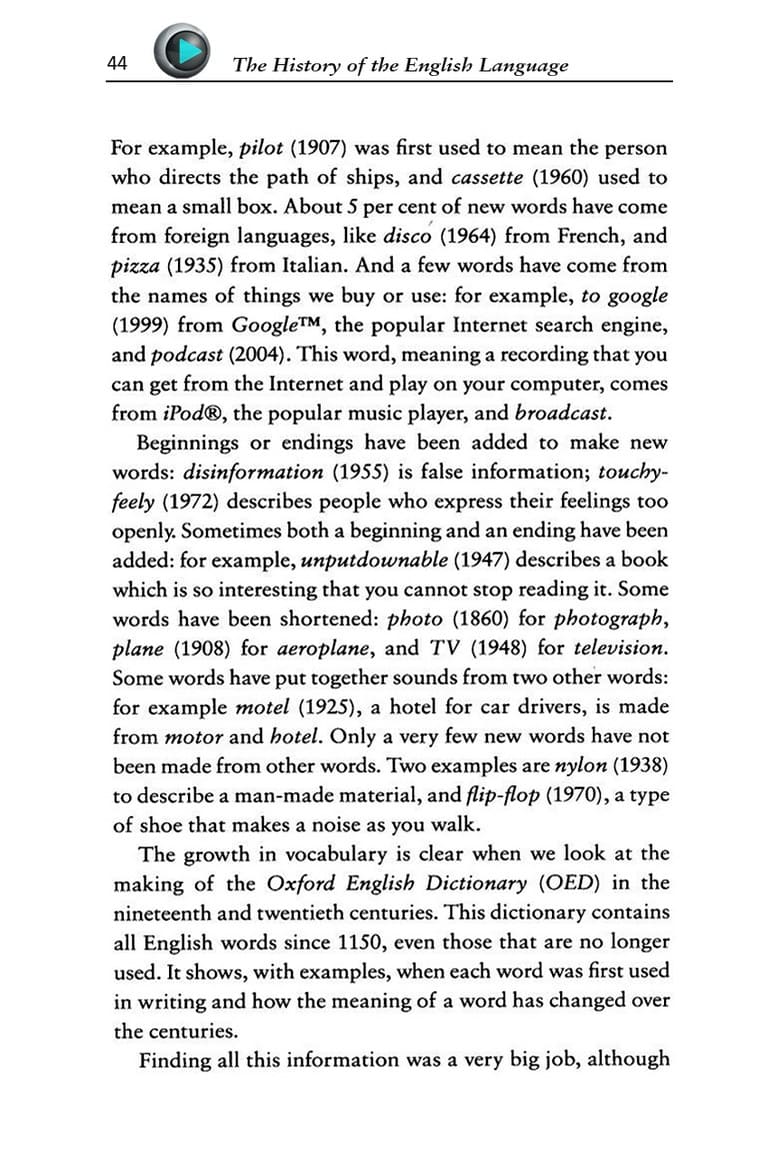 44
The History of the English Language
For example, pilot (1907) was first used to mean the person
who directs the path of ships, and cassette (1960) used to
mean a small box. About 5 per cent of new words have come
from foreign languages, like disco (1964) from French, and
pizza (1935) from Italian. And a few words have come from
the names of things we buy or use: for example, to google
(1999) from Google™, the popular Internet search engine,
and podcast (2004). This word, meaning a recording that you
can get from the Internet and play on your computer, comes
from iPod®, the popular music player, and broadcast.
Beginnings or endings have been added to make new
words: disinformation (1955) is false information; touchy-
feely (1972) describes people who express their feelings too
openly. Sometimes both a beginning and an ending have been
added: for example, unputdownable (1947) describes a book
which is so interesting that you cannot stop reading it. Some
words have been shortened: photo (1860) for photograph,
plane (1908) for aeroplane, and TV (1948) for television.
Some words have put together sounds from two other words:
for example motel (1925), a hotel for car drivers, is made
from motor and hotel. Only a very few new words have not
been made from other words. Two examples are nylon (1938)
to describe a man-made material, and flip-flop (1970), a type
of shoe that makes a noise as you walk.
The growth in vocabulary is clear when we look at the
making of the Oxford English Dictionary (OED) in the
nineteenth and twentieth centuries. This dictionary contains
all English words since 1150, even those that are no longer
used. It shows, with examples, when each word was first used
in writing and how the meaning of a word has changed over
the centuries.
Finding all this information was a very big job, although